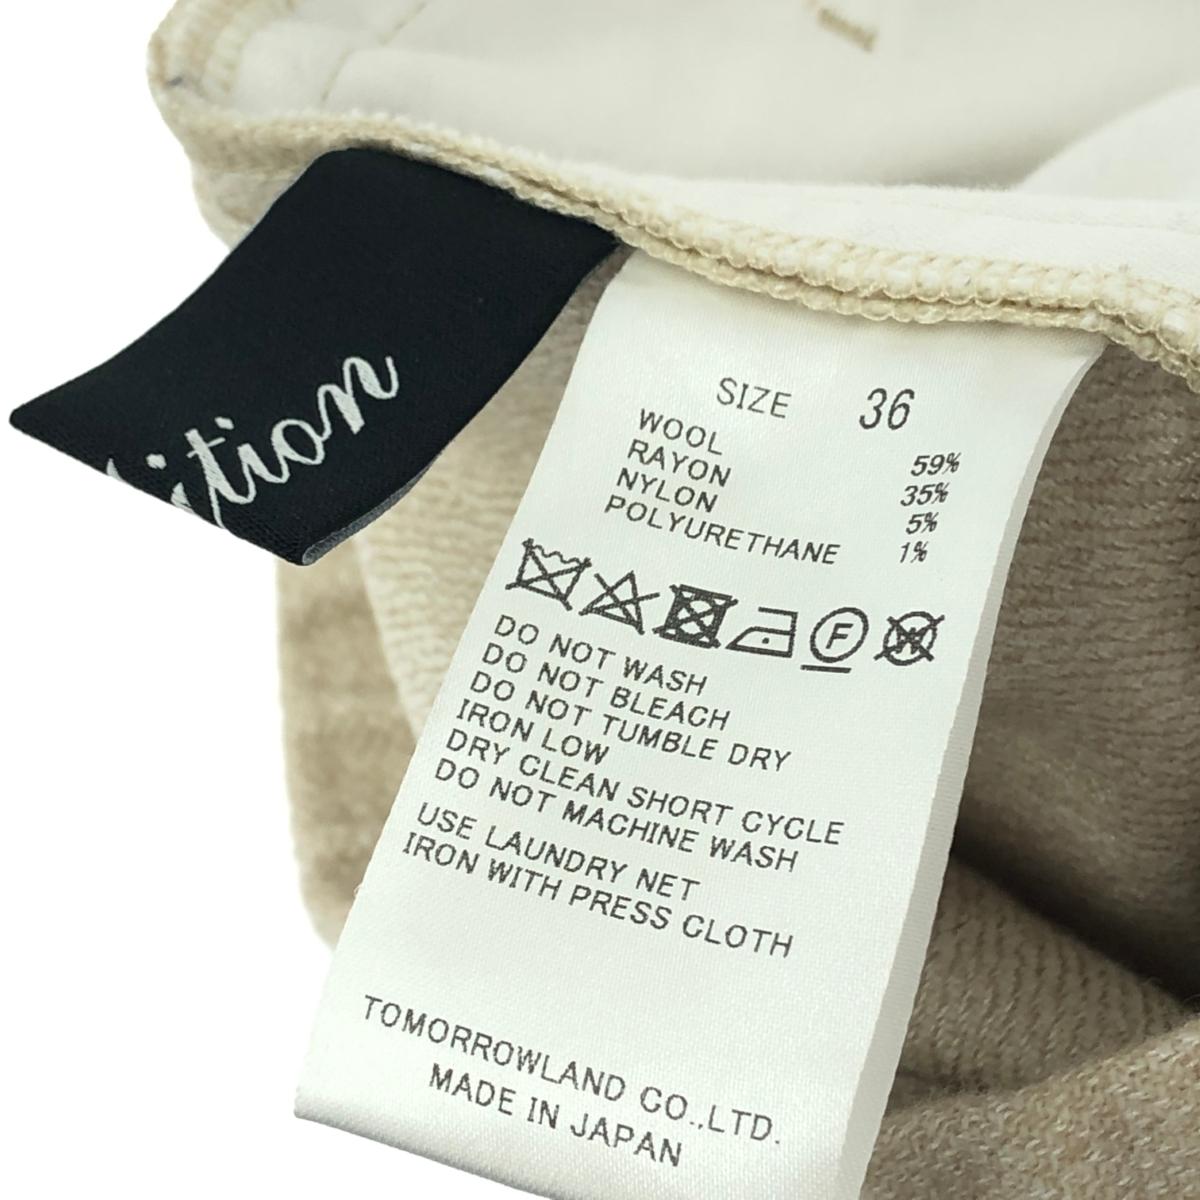 ition
SIZE 36
WOOL 59%
RAYON 35%
NYLON 5%
POLYURETHANE 1%
F W
DO NOT WASH
DO NOT BLEACH
DO NOT TUMBLE DRY
IRON LOW
DRY CLEAN SHORT CYCLE
DO NOT MACHINE WASH
USE LAUNDRY NET
IRON WITH PRESS CLOTH
TOMORROWLAND CO.,LTD.
MADE IN JAPAN